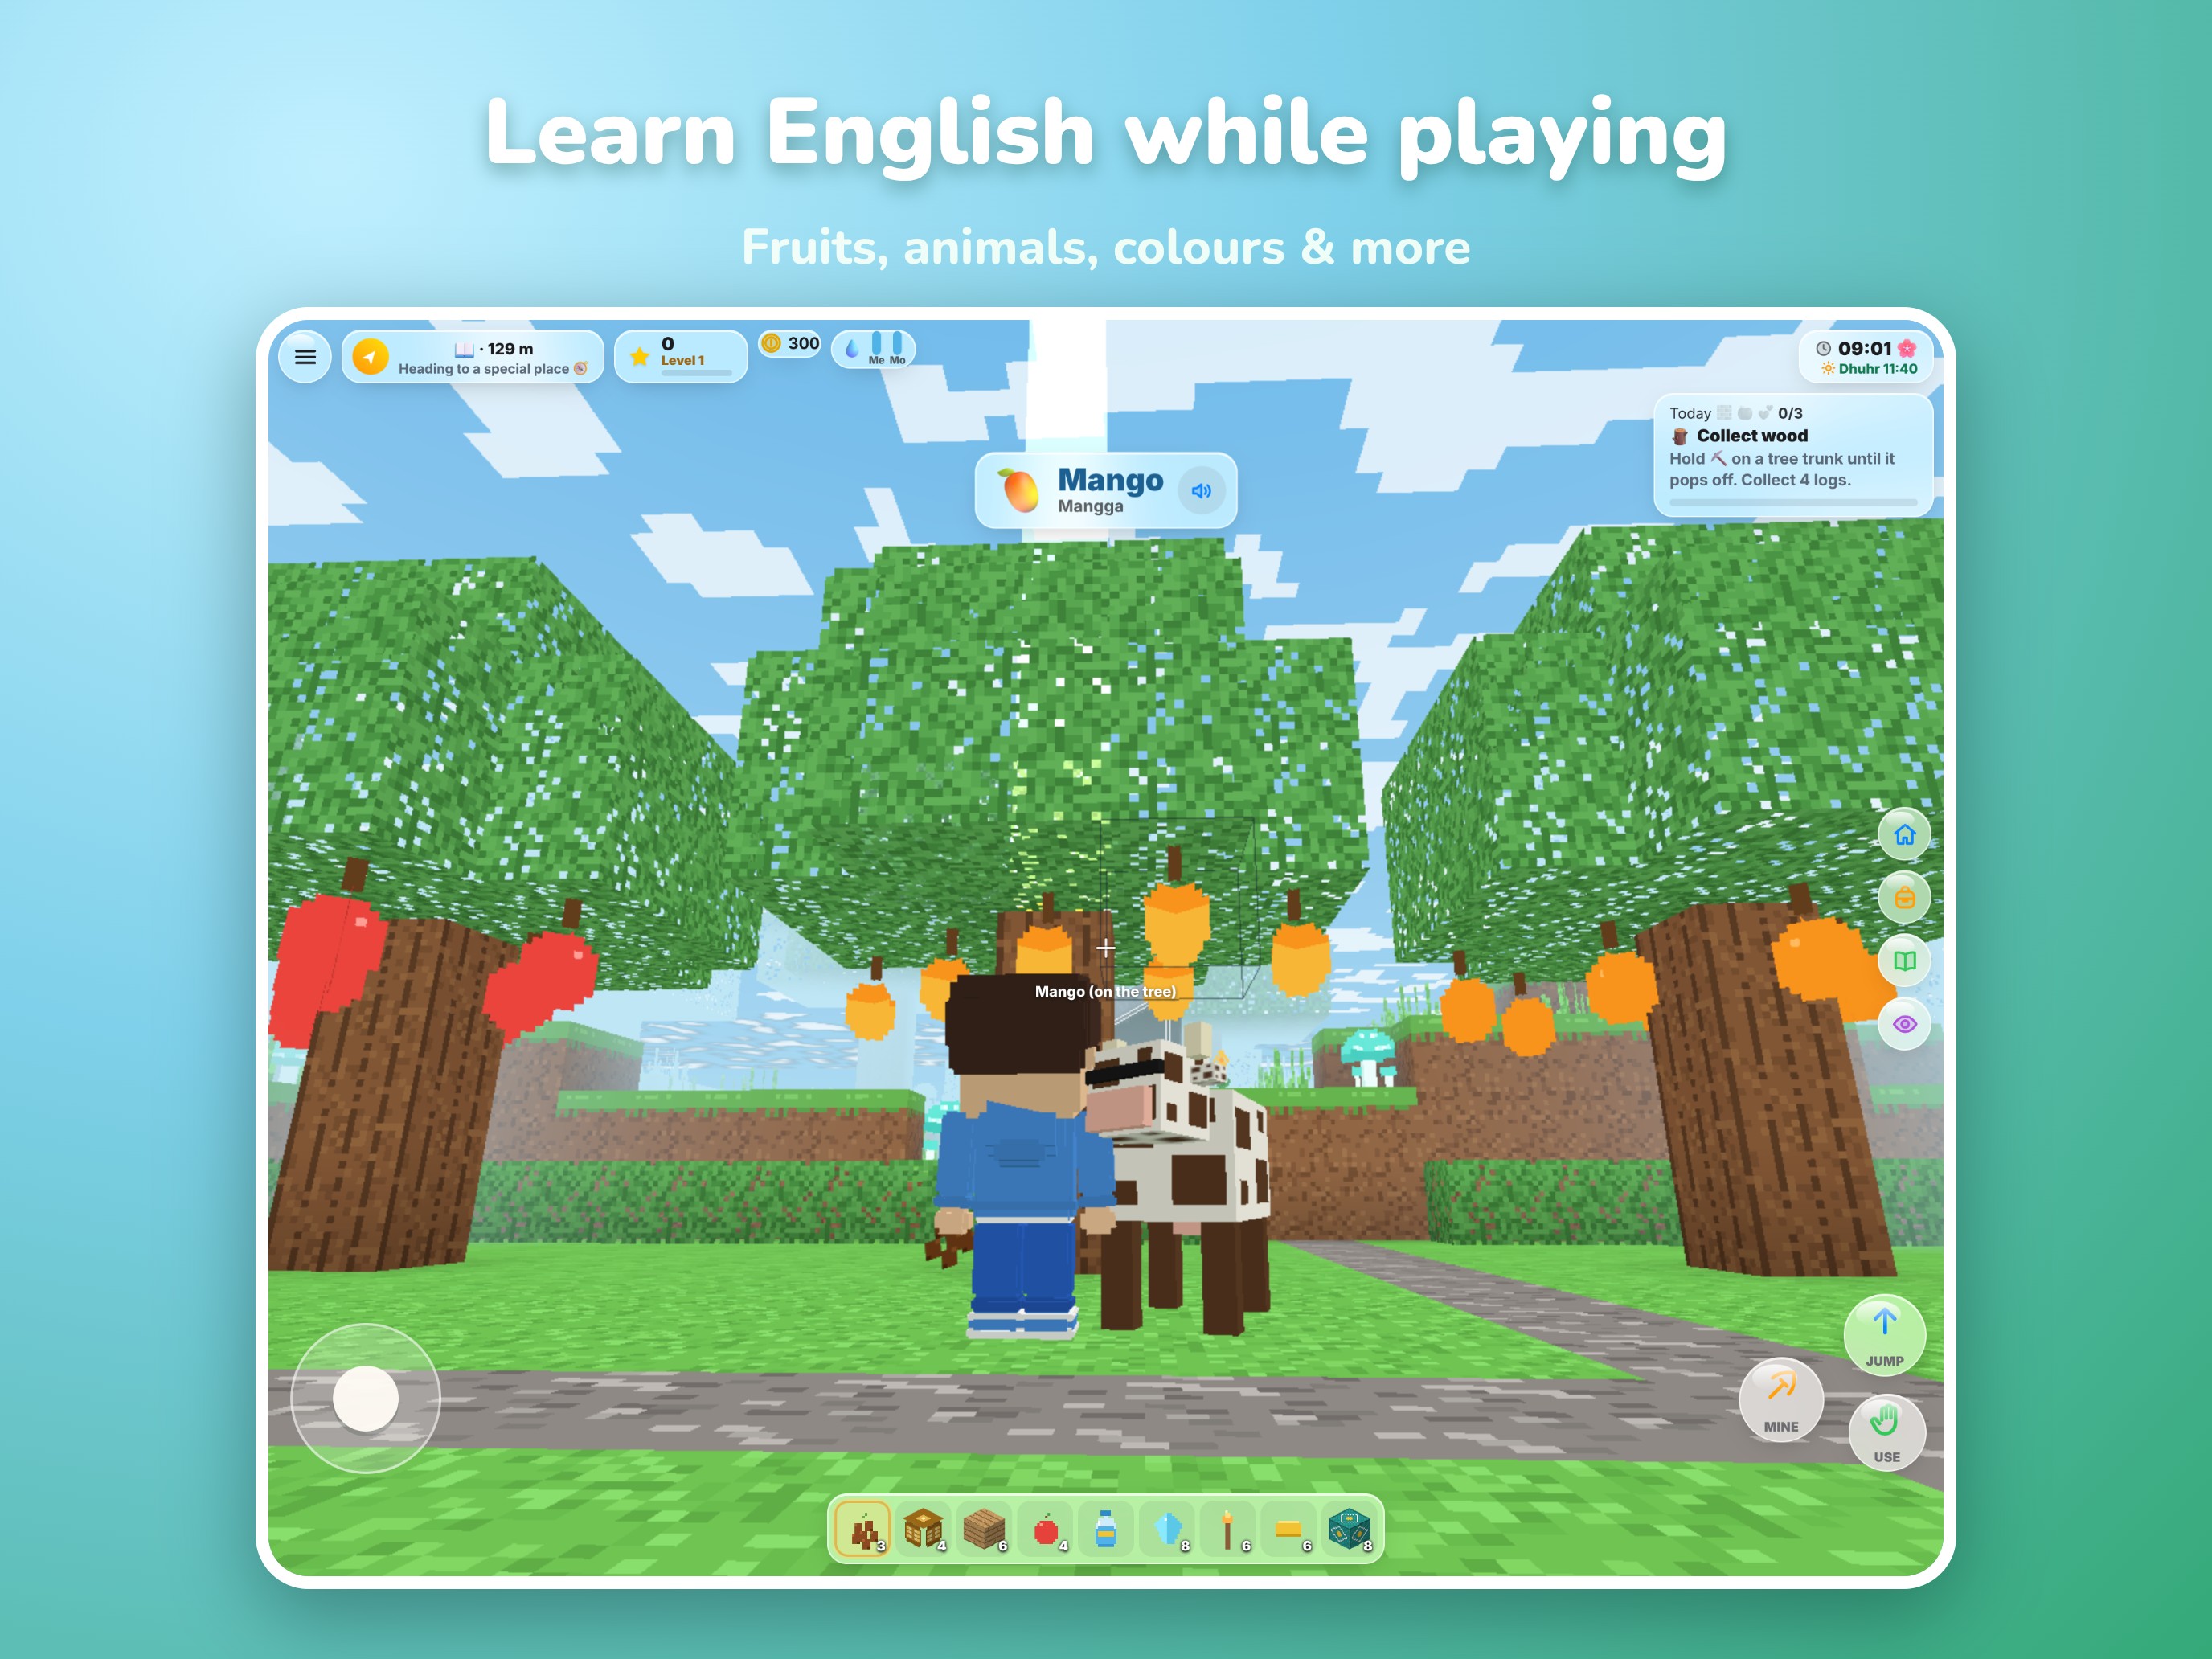 Learn English while playing
Fruits, animals, colours & more
· 129 m
Heading to a special place
0
Level 1
300
Me Mo
09:01
Dhuhr 11:40
Today 0/3
Collect wood
Hold on a tree trunk until it
pops off. Collect 4 logs.
Mango
Mangga
Mango (on the tree)
JUMP
MINE
USE
3
4
6
4
8
6
6
8